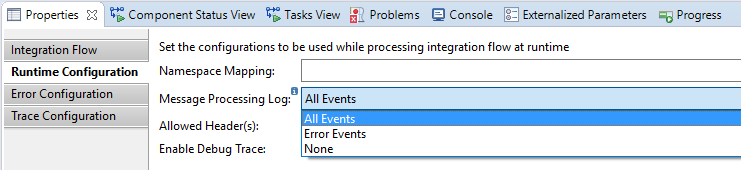 Properties Component Status View Tasks View Problems Console Externalized Parameters Progress
Integration Flow
Runtime Configuration
Error Configuration
Trace Configuration
Set the configurations to be used while processing integration flow at runtime
Namespace Mapping:
Message Processing Log: All Events
All Events
Error Events
None
Allowed Header(s):
Enable Debug Trace: